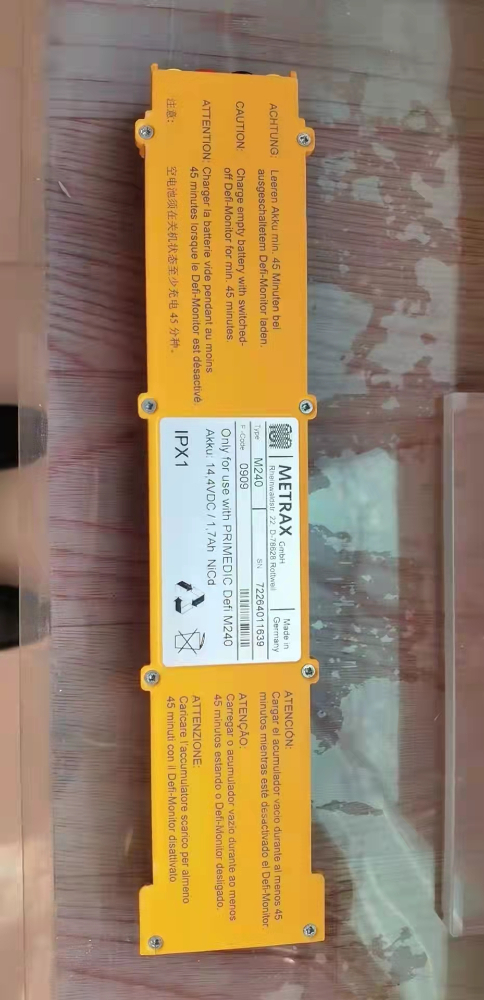 ACHTUNG: Leeren Akku min. 45 Minuten bei
ausgeschaltetem Defi-Monitor laden.
CAUTION: Charge empty battery with switched-
off Defi-Monitor for min. 45 minutes.
ATTENTION: Charger la batterie vide pendant au moins
45 minutes lorsque le Defi-Monitor est désactivé.
注意: 空电池须在关机状态至少充电 45 分钟。
METRAX GmbH
Rheinwaldstr. 22 D-78628 Rottweil
Made in
Germany
Type M240 SN 72264011639
F.-Code 0909
Only for use with PRIMEDIC Defi M240
Akku: 14,4VDC / 1,7Ah NiCd
IPX1
ATENCIÓN:
Cargar el acumulador vacio durante al menos 45
minutos mientras esté desactivado el Defi-Monitor.
ATENÇÃO:
Carregar o acumulador vazio durante ao menos
45 minutos estando o Defi-Monitor desligado.
ATTENZIONE:
Caricare l'accumulatore scarico per almeno
45 minuti con il Defi-Monitor disattivato